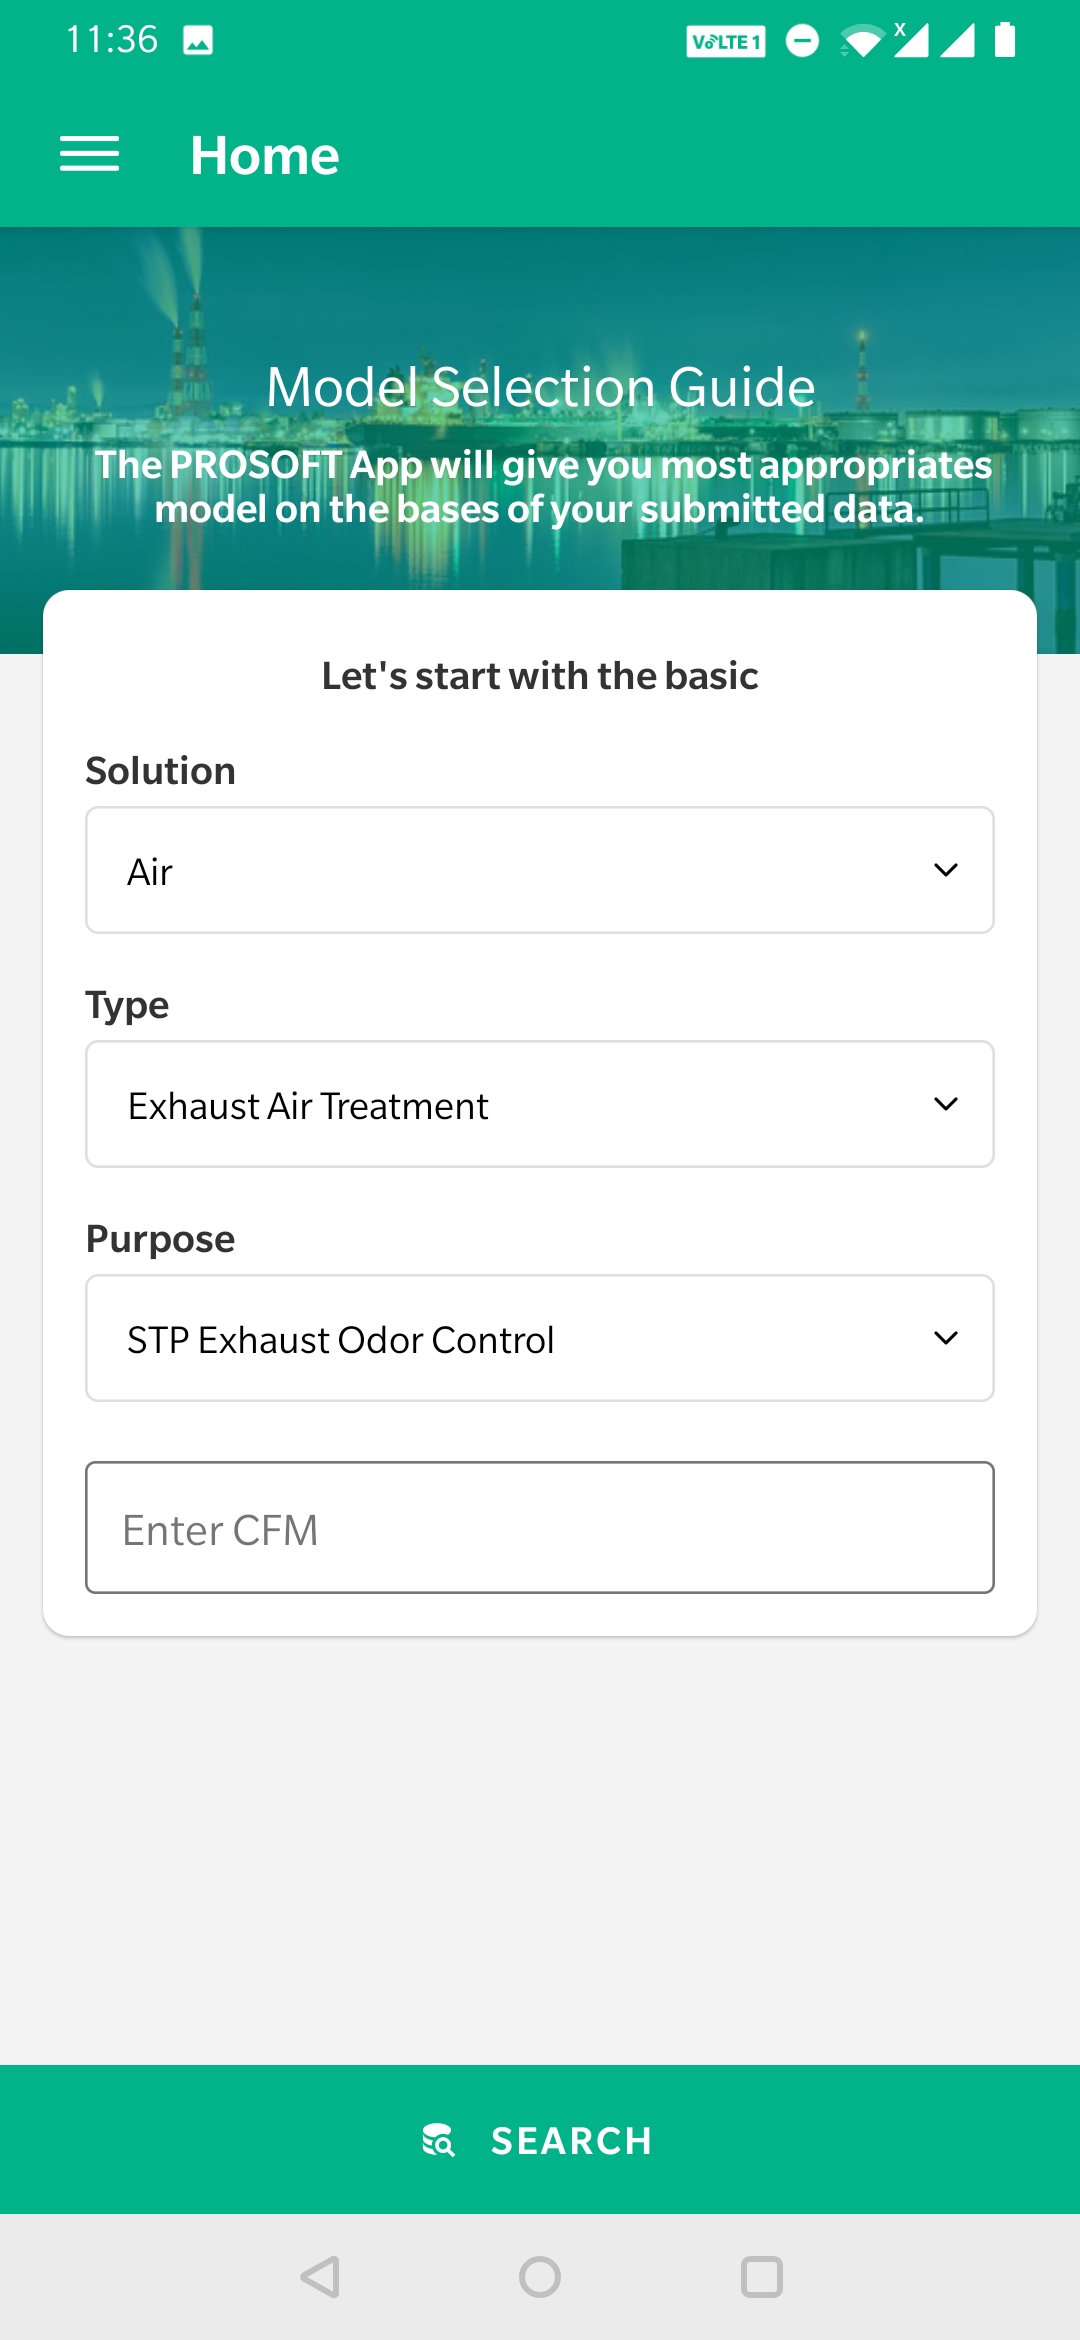 11:36
VoLTE 1
x
Home
Model Selection Guide
The PROSOFT App will give you most appropriates
model on the bases of your submitted data.
Let's start with the basic
Solution
Air
Type
Exhaust Air Treatment
Purpose
STP Exhaust Odor Control
Enter CFM
SEARCH